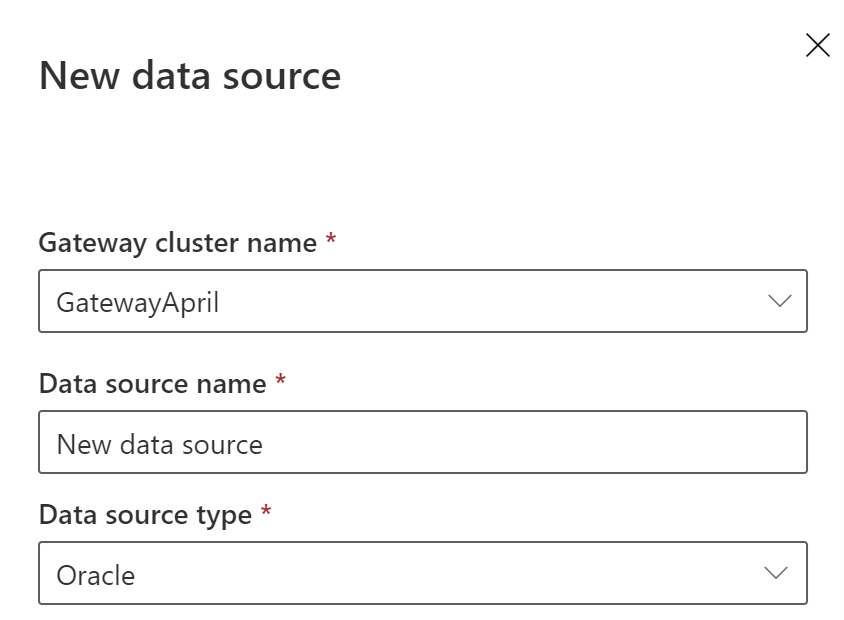 New data source
Gateway cluster name *
GatewayApril
Data source name *
New data source
Data source type *
Oracle